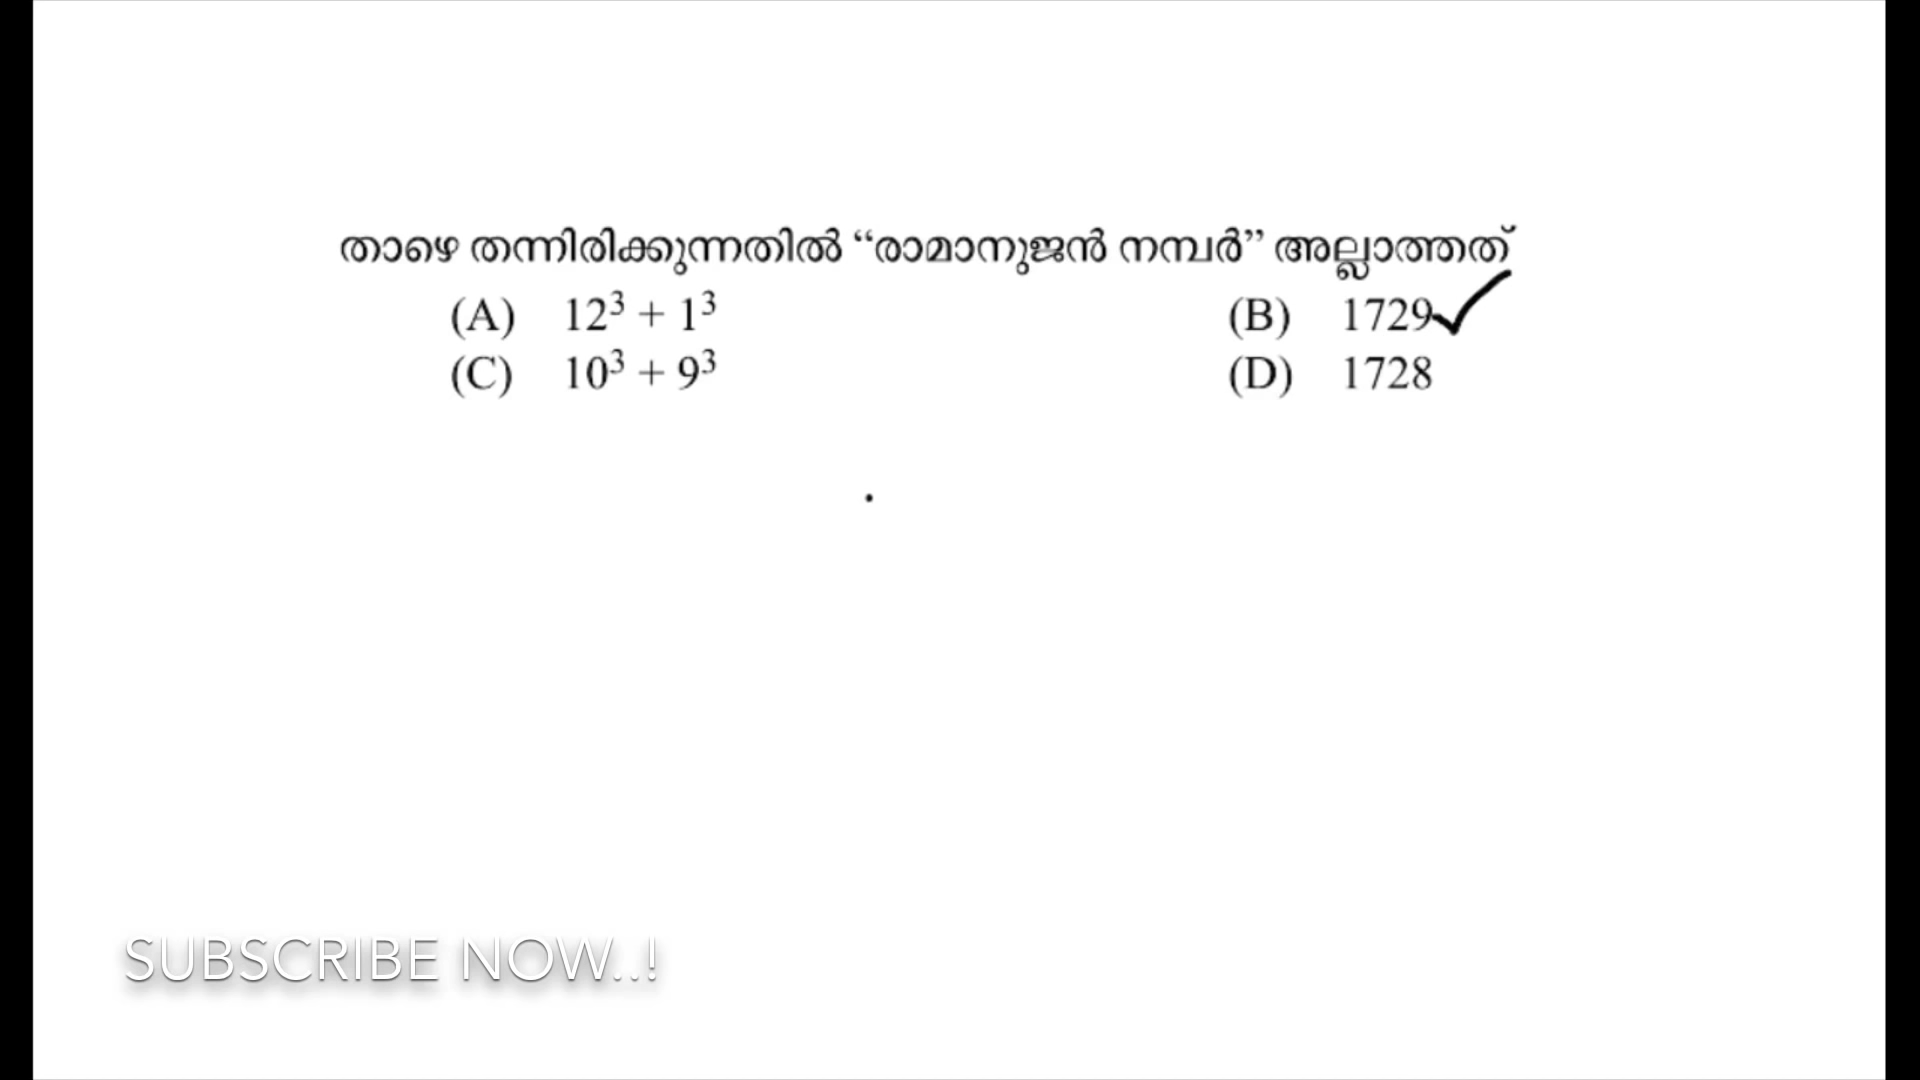 താഴെ തന്നിരിക്കുന്നതിൽ “രാമാനുജൻ നമ്പർ” അല്ലാത്തത്
(A) 12³ + 1³ (B) 1729
(C) 10³ + 9³ (D) 1728
SUBSCRIBE NOW..!